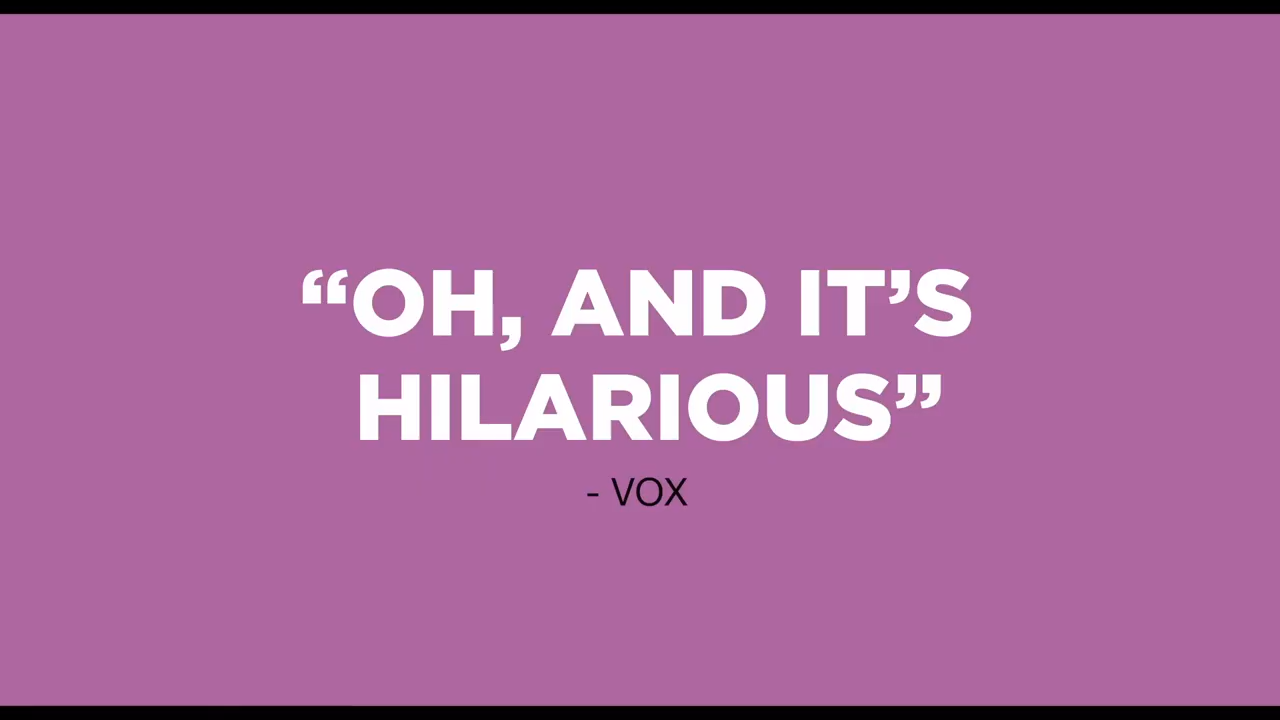 “OH, AND IT’S
HILARIOUS”
- VOX